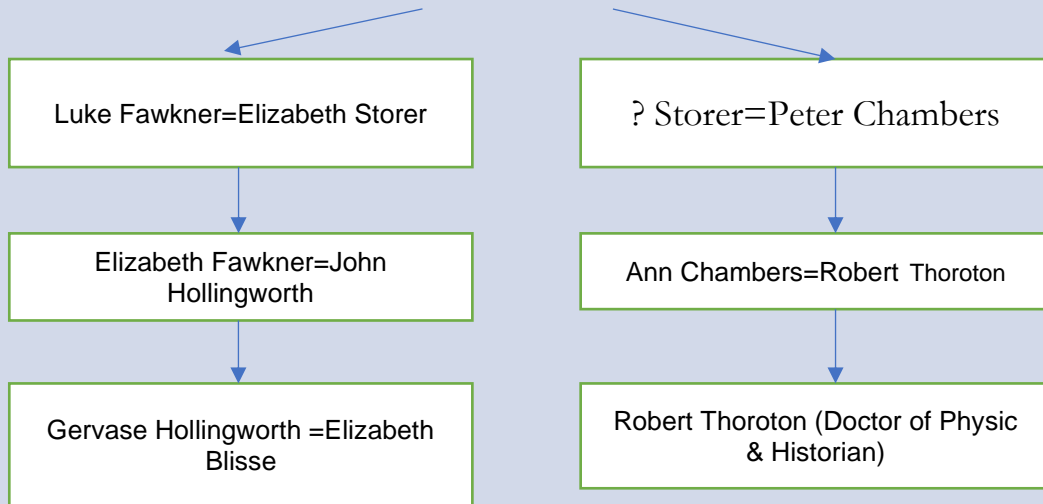 Luke Fawkner=Elizabeth Storer
? Storer=Peter Chambers
Elizabeth Fawkner=John
Hollingworth
Ann Chambers=Robert Thoroton
Gervase Hollingworth =Elizabeth
Blisse
Robert Thoroton (Doctor of Physic
& Historian)